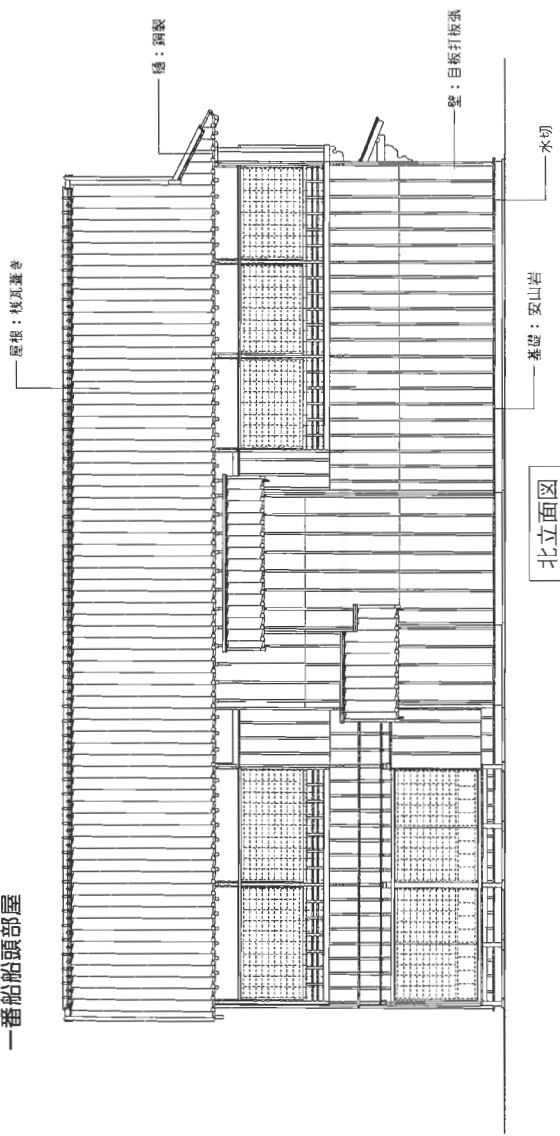 一番船船頭部屋
屋根：桟瓦葺き
樋：銅製
壁：目板打板張
基礎：安山岩
水切
北立面図